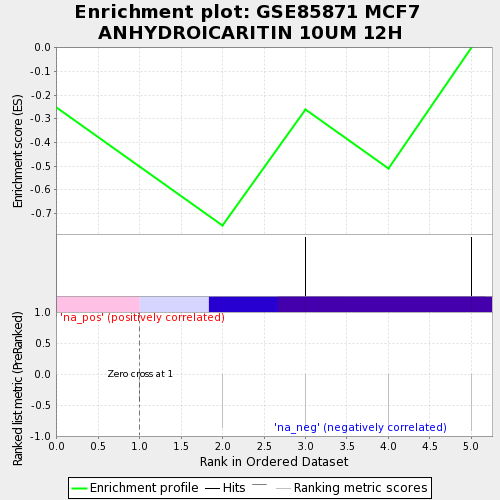 Enrichment plot: GSE85871 MCF7
ANHYDROICARITIN 10UM 12H
Enrichment score (ES)
0.0
-0.1
-0.2
-0.3
-0.4
-0.5
-0.6
-0.7
Ranked list metric (PreRanked)
1.0
0.5
0.0
-0.5
-1.0
'na_pos' (positively correlated)
Zero cross at 1
'na_neg' (negatively correlated)
0.0 0.5 1.0 1.5 2.0 2.5 3.0 3.5 4.0 4.5 5.0
Rank in Ordered Dataset
Enrichment profile Hits Ranking metric scores